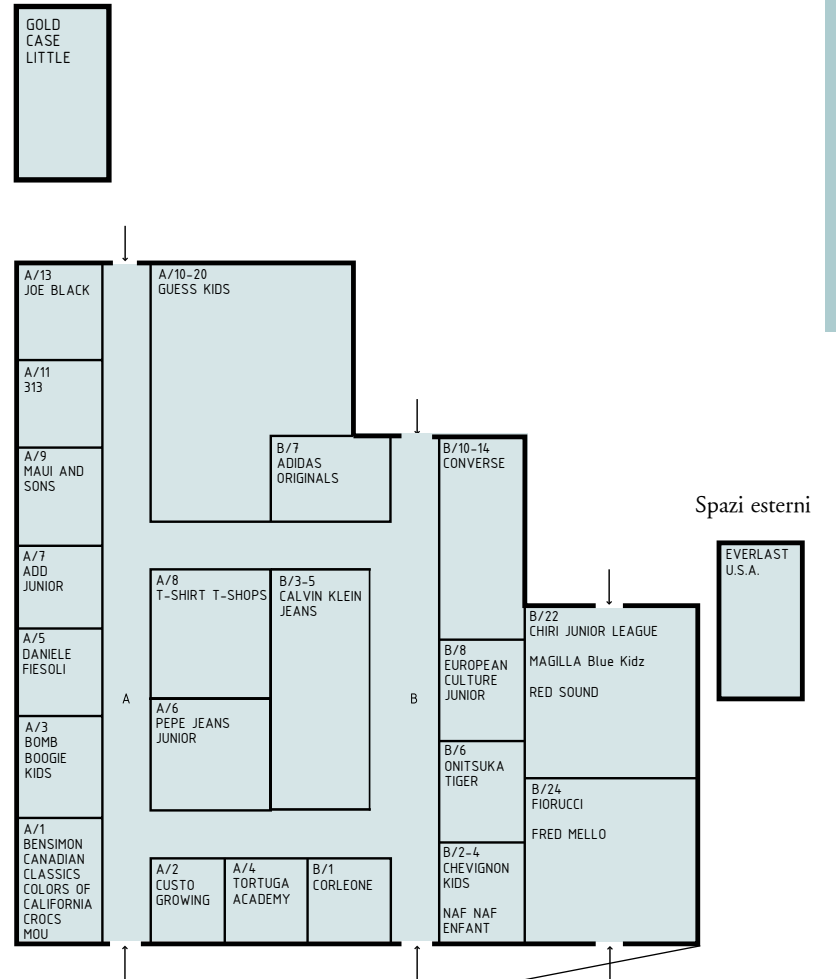 GOLD
CASE
LITTLE
A/13
JOE BLACK
A/10-20
GUESS KIDS
A/11
313
A/9
MAUI AND
SONS
B/7
ADIDAS
ORIGINALS
B/10-14
CONVERSE
Spazi esterni
EVERLAST
U.S.A.
A/7
ADD
JUNIOR
A/8
T-SHIRT T-SHOPS
B/3-5
CALVIN KLEIN
JEANS
B/22
CHIRI JUNIOR LEAGUE
MAGILLA Blue Kidz
RED SOUND
A/5
DANIELE
FIESOLI
B/8
EUROPEAN
CULTURE
JUNIOR
A
B
A/6
PEPE JEANS
JUNIOR
A/3
BOMB
BOOGIE
KIDS
B/6
ONITSUKA
TIGER
B/24
FIORUCCI
FRED MELLO
A/1
BENSIMON
CANADIAN
CLASSICS
COLORS OF
CALIFORNIA
CROCS
MOU
A/2
CUSTO
GROWING
A/4
TORTUGA
ACADEMY
B/1
CORLEONE
B/2-4
CHEVIGNON
KIDS
NAF NAF
ENFANT